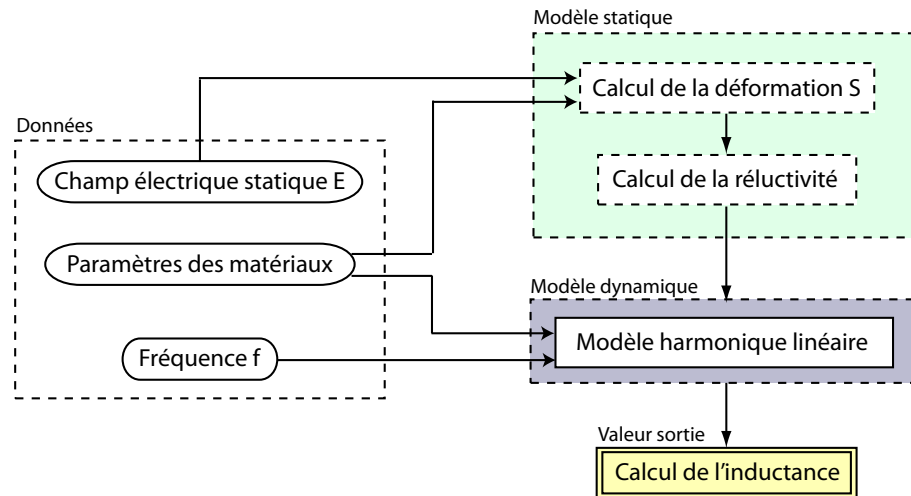 Modèle statique
Calcul de la déformation S
Données
Champ électrique statique E
Calcul de la réluctivité
Paramètres des matériaux
Modèle dynamique
Modèle harmonique linéaire
Fréquence f
Valeur sortie
Calcul de l'inductance